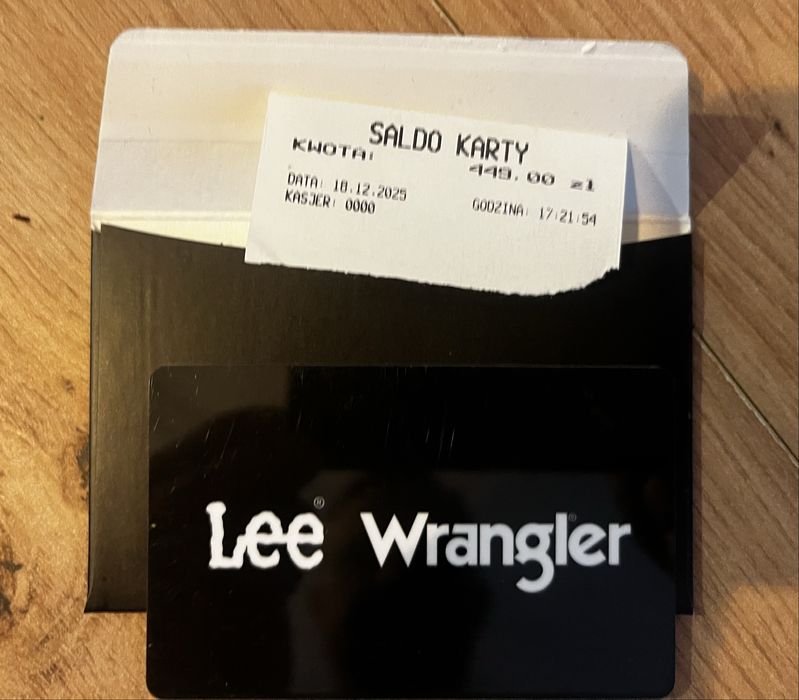 SALDO KARTY
KWOTA: 449.00 zł
DATA: 18.12.2025
KASJER: 0000 GODZINA: 17:21:54
Lee® Wrangler®